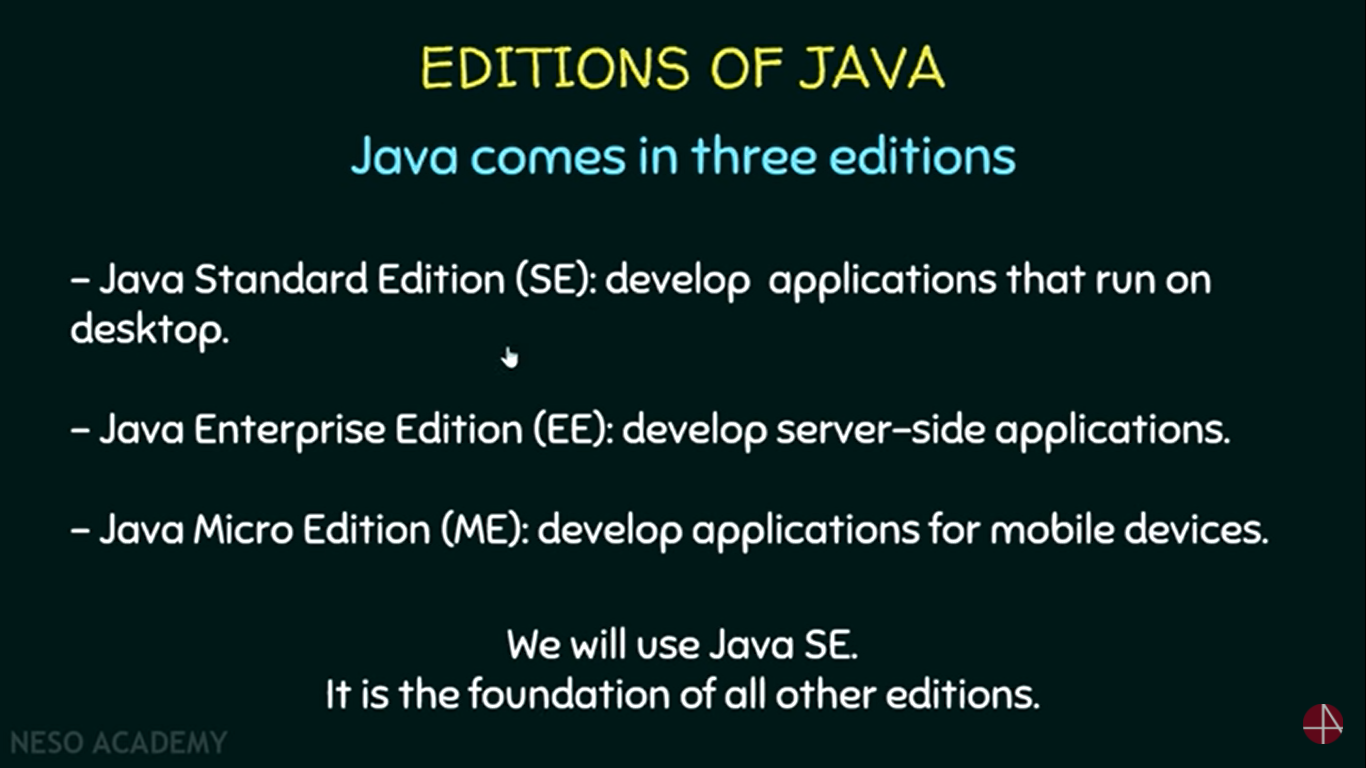 EDITIONS OF JAVA
Java comes in three editions
- Java Standard Edition (SE): develop  applications that run on
desktop.
- Java Enterprise Edition (EE): develop server-side applications.
- Java Micro Edition (ME): develop applications for mobile devices.
We will use Java SE.
It is the foundation of all other editions.
NESO ACADEMY